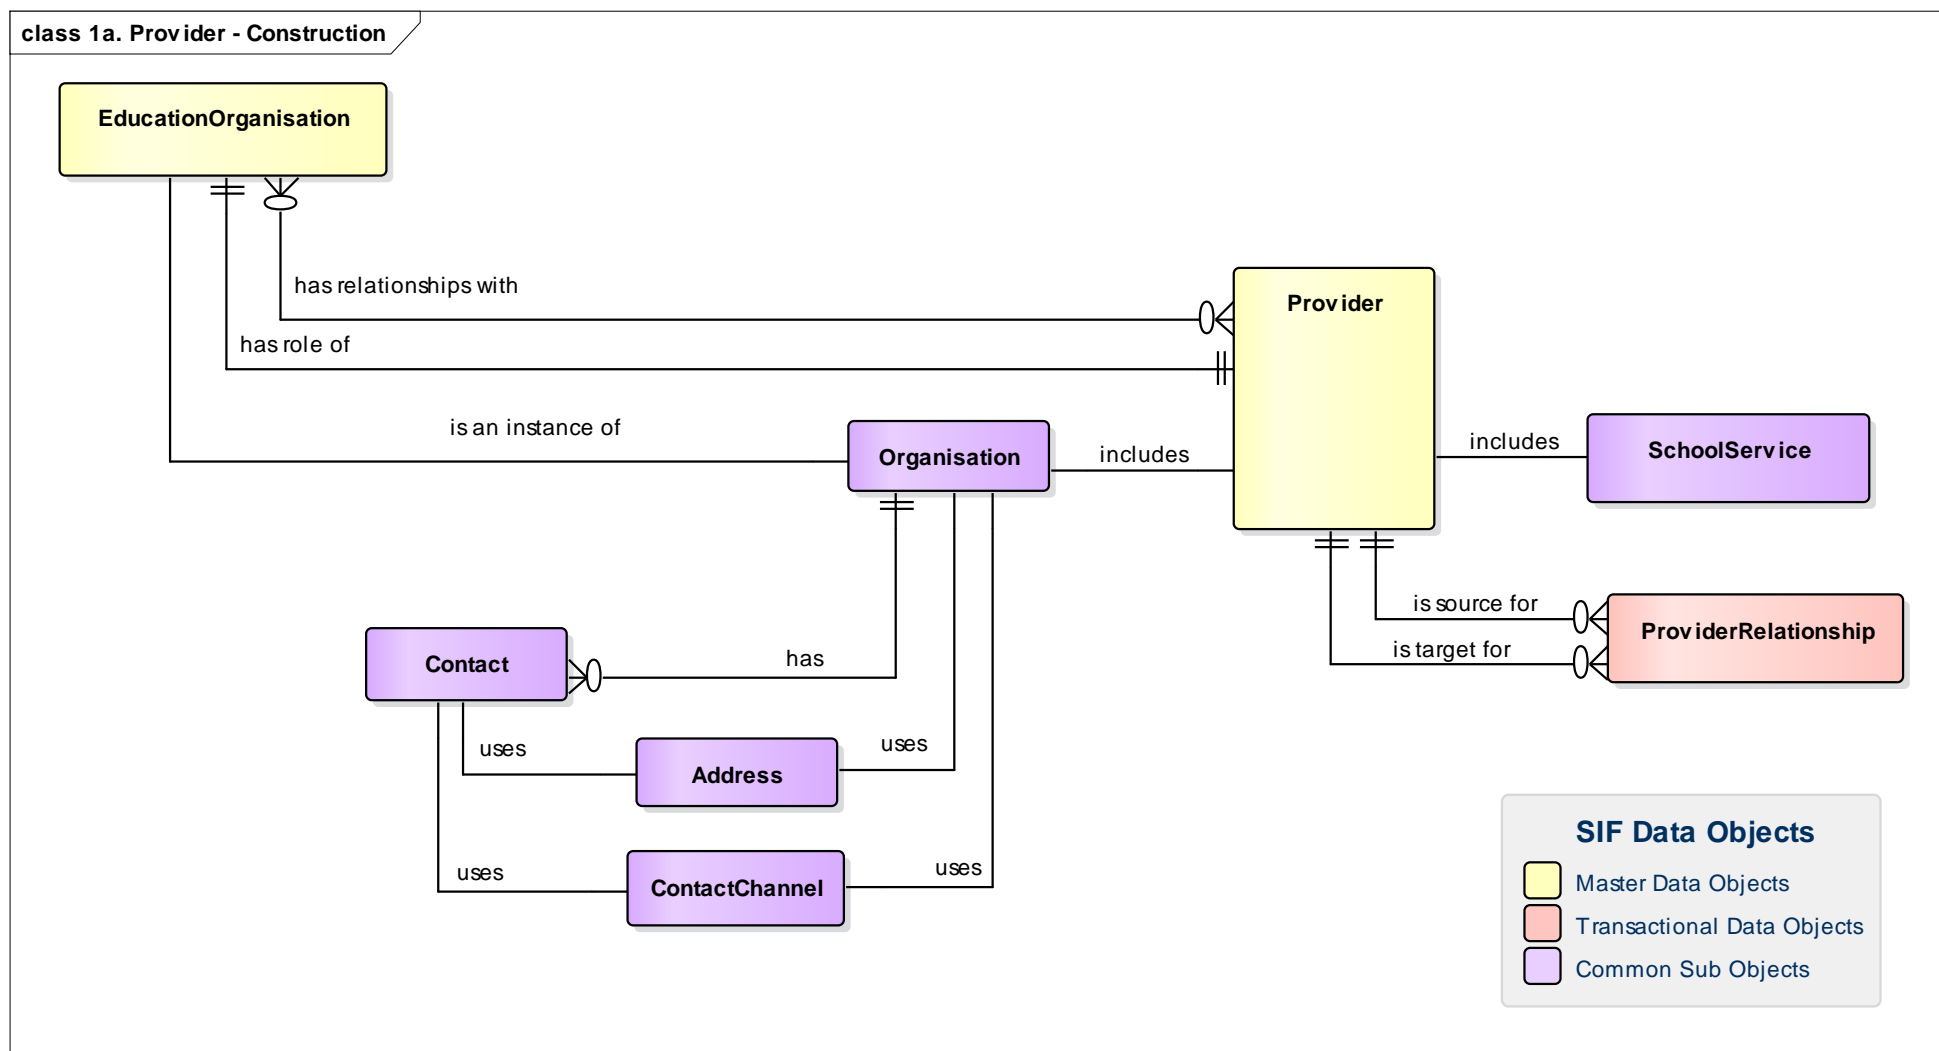 class 1a. Provider - Construction
EducationOrganisation
has relationships with
Provider
has role of
is an instance of
Organisation
includes
includes
SchoolService
is source for
ProviderRelationship
is target for
Contact
has
uses
Address
uses
uses
ContactChannel
uses
SIF Data Objects
Master Data Objects
Transactional Data Objects
Common Sub Objects